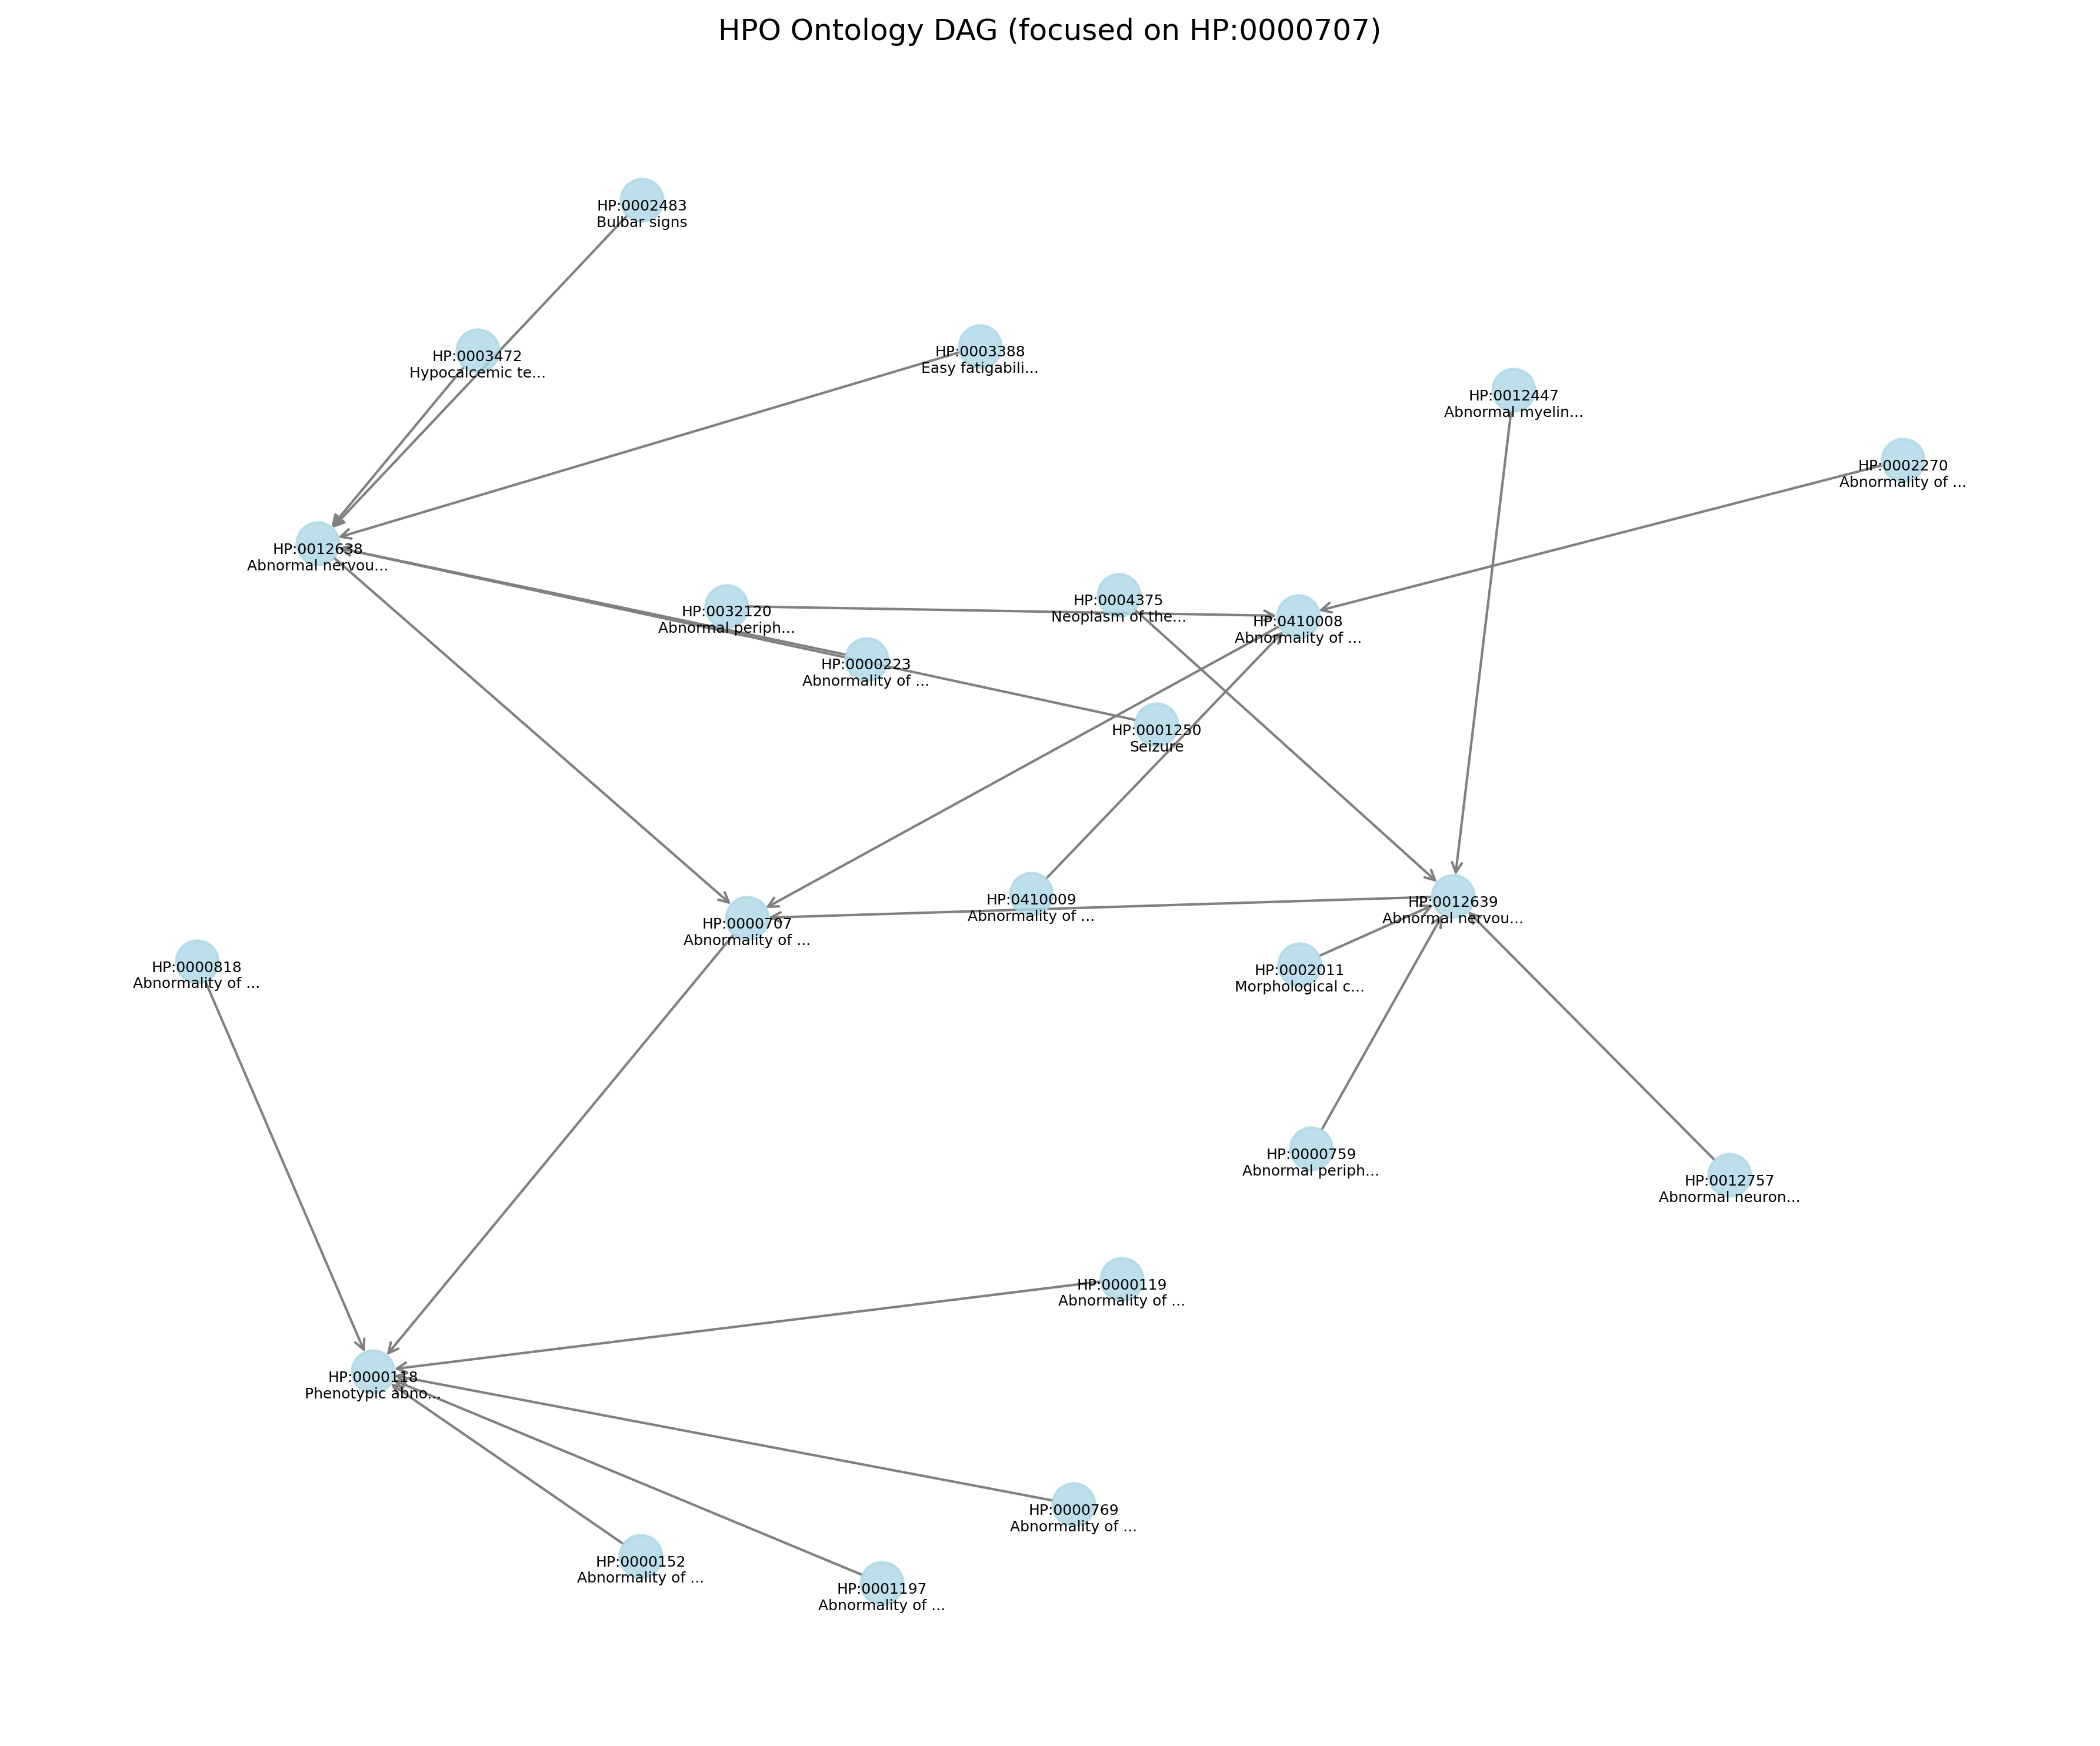 HPO Ontology DAG (focused on HP:0000707)
HP:0002483
Bulbar signs
HP:0003472
Hypocalcemic te...
HP:0003388
Easy fatigabili...
HP:0012447
Abnormal myelin...
HP:0002270
Abnormality of ...
HP:0012638
Abnormal nervou...
HP:0032120
Abnormal periph...
HP:0004375
Neoplasm of the...
HP:0410008
Abnormality of ...
HP:0000223
Abnormality of ...
HP:0001250
Seizure
HP:0410009
Abnormality of ...
HP:0012639
Abnormal nervou...
HP:0000707
Abnormality of ...
HP:0000818
Abnormality of ...
HP:0002011
Morphological c...
HP:0000759
Abnormal periph...
HP:0012757
Abnormal neuron...
HP:0000119
Abnormality of ...
HP:0000118
Phenotypic abno...
HP:0000769
Abnormality of ...
HP:0000152
Abnormality of ...
HP:0001197
Abnormality of ...